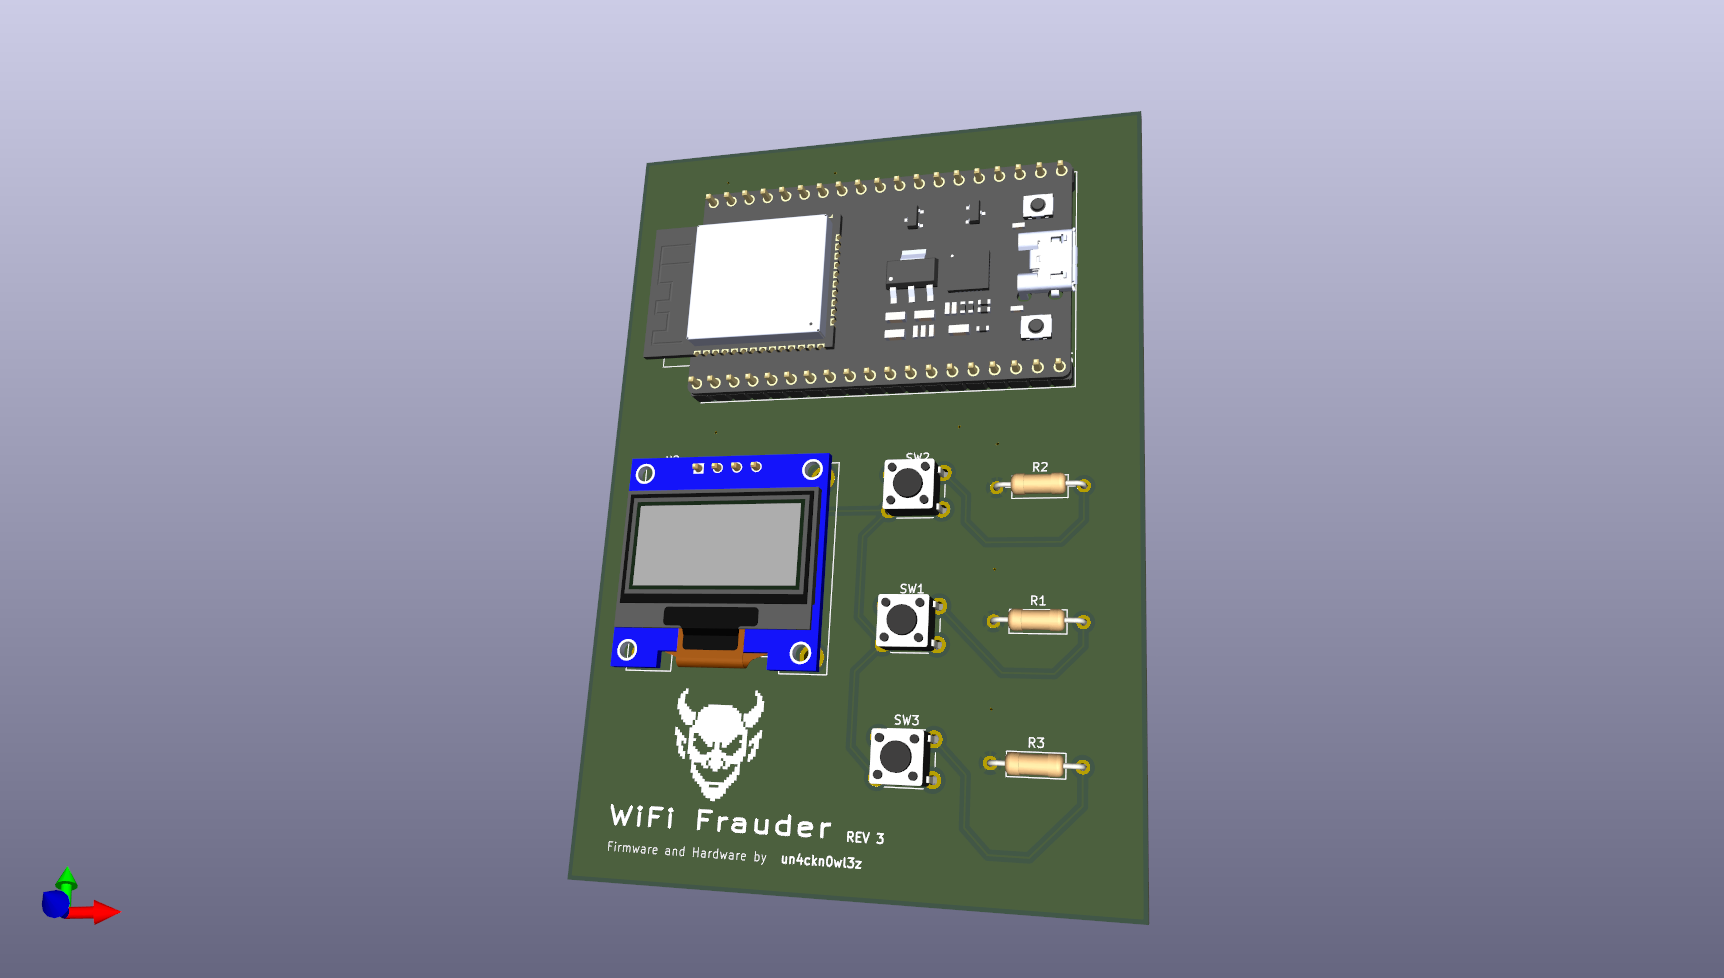 SW2
R2
SW1
R1
SW3
R3
WiFi Frauder REV 3
Firmware and Hardware by un4ckn0wl3z